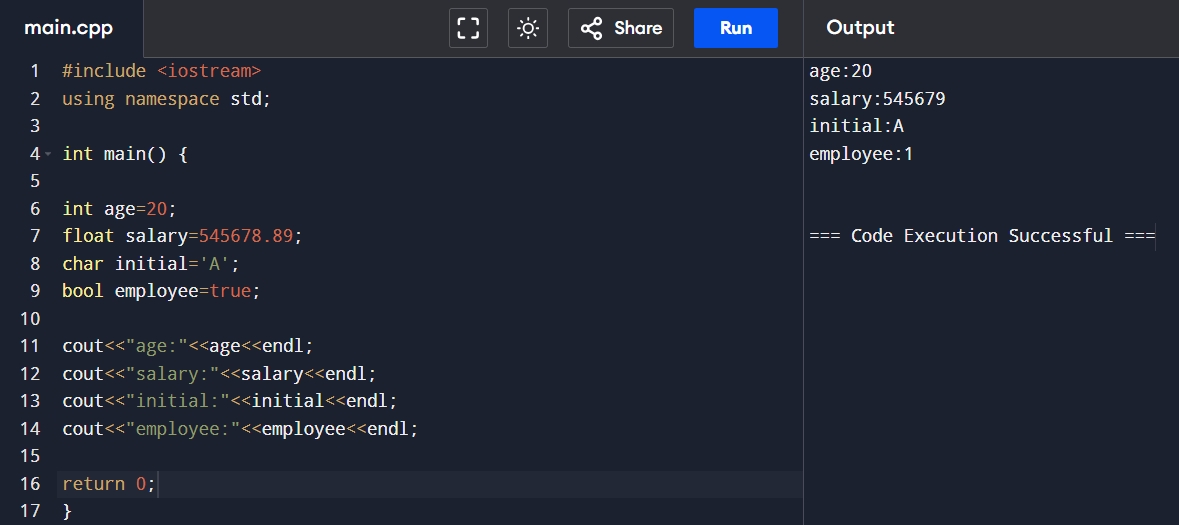 main.cpp
Share
Run
Output
1 #include <iostream>
2 using namespace std;
3
4 int main() {
5
6 int age=20;
7 float salary=545678.89;
8 char initial='A';
9 bool employee=true;
10
11 cout<<"age:"<<age<<endl;
12 cout<<"salary:"<<salary<<endl;
13 cout<<"initial:"<<initial<<endl;
14 cout<<"employee:"<<employee<<endl;
15
16 return 0;
17 }
age:20
salary:545679
initial:A
employee:1
=== Code Execution Successful ===